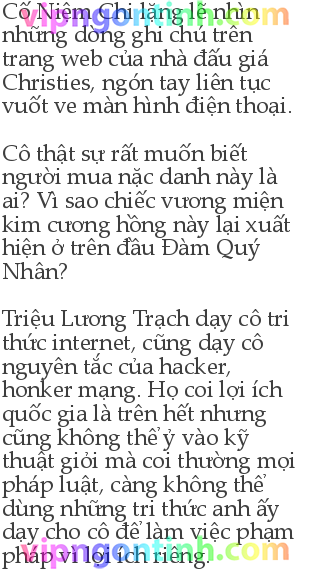 Cố Niệm Chi lặng lẽ nhìn
vipngontinh.com
những dòng ghi chú trên
trang web của nhà đấu giá
Christies, ngón tay liên tục
vuốt ve màn hình điện thoại.
Cô thật sự rất muốn biết
người mua nặc danh này là
ai? Vì sao chiếc vương miện
kim cương hồng này lại xuất
hiện ở trên đầu Đàm Quý
Nhân?
Triệu Lương Trạch dạy cô tri
thức internet, cũng dạy cô
nguyên tắc của hacker,
honker mạng. Họ coi lợi ích
quốc gia là trên hết nhưng
cũng không thể ỷ vào kỹ
thuật giỏi mà coi thường mọi
pháp luật, càng không thể
dùng những tri thức anh ấy
dạy cho cô để làm việc phạm
pháp vì lợi ích riêng.
vipngontinh.com